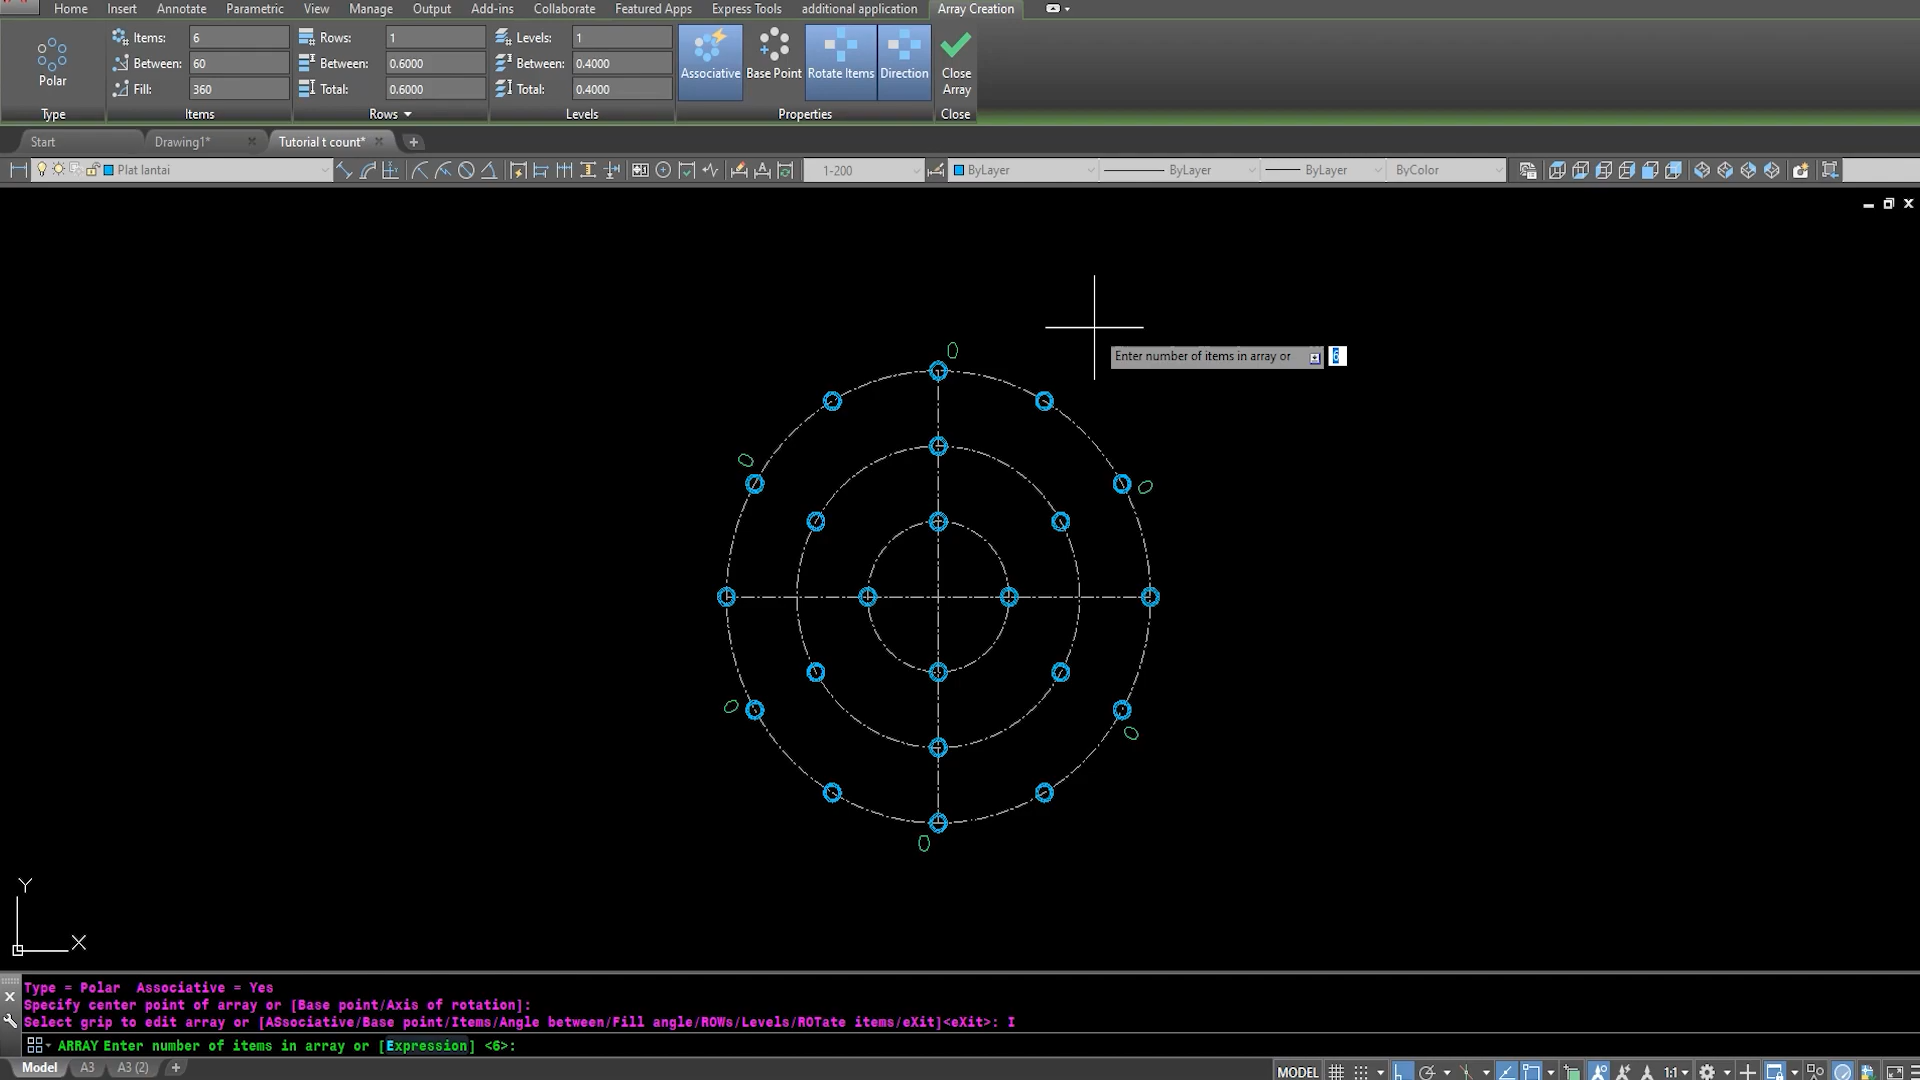 Home Insert Annotate Parametric View Manage Output Add-ins Collaborate Featured Apps Express Tools additional application Array Creation
Items: 6 Rows: 1 Levels: 1
Between: 60 Between: 0.6000 Between: 0.4000
Fill: 360 Total: 0.6000 Total: 0.4000
Polar Associative Base Point Rotate Items Direction Close Array
Type Items Rows Levels Properties Close
Start Drawing1* Tutorial t count*
Plat lantai 1-200 ByLayer ByLayer ByLayer ByColor
Enter number of items in array or 6
0
0
0
0
0
0
Y
X
Type = Polar Associative = Yes
Specify center point of array or [Base point/Axis of rotation]:
Select grip to edit array or [ASsociative/Base point/Items/Angle between/Fill angle/ROWs/Levels/ROTate items/eXit]<eXit>: I
ARRAY Enter number of items in array or [Expression] <6>:
Model A3 A3 (2) + MODEL 1:1